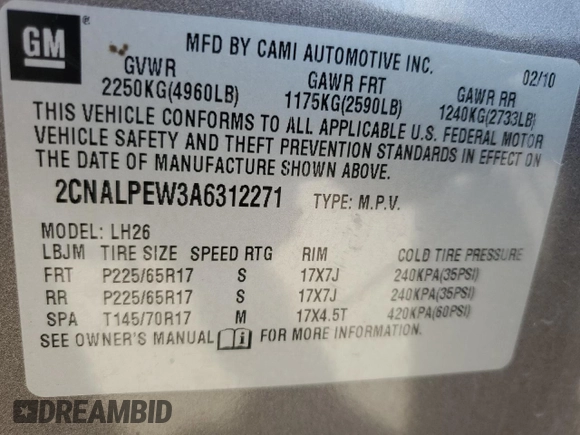 GM
MFD BY CAMI AUTOMOTIVE INC.
02/10
GVWR GAWR FRT GAWR RR
2250KG(4960LB) 1175KG(2590LB) 1240KG(2733LB)
THIS VEHICLE CONFORMS TO ALL APPLICABLE U.S. FEDERAL MOTOR
VEHICLE SAFETY AND THEFT PREVENTION STANDARDS IN EFFECT ON
THE DATE OF MANUFACTURE SHOWN ABOVE.
2CNALPEW3A6312271 TYPE: M.P.V.
MODEL: LH26
LBJM TIRE SIZE SPEED RTG RIM COLD TIRE PRESSURE
FRT P225/65R17 S 17X7J 240KPA(35PSI)
RR P225/65R17 S 17X7J 240KPA(35PSI)
SPA T145/70R17 M 17X4.5T 420KPA(60PSI)
SEE OWNER'S MANUAL i FOR MORE INFORMATION.
DREAMBID